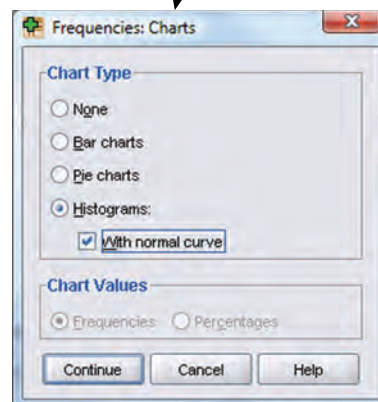 Frequencies: Charts
Chart Type
None
Bar charts
Pie charts
Histograms:
With normal curve
Chart Values
Frequencies Percentages
Continue Cancel Help